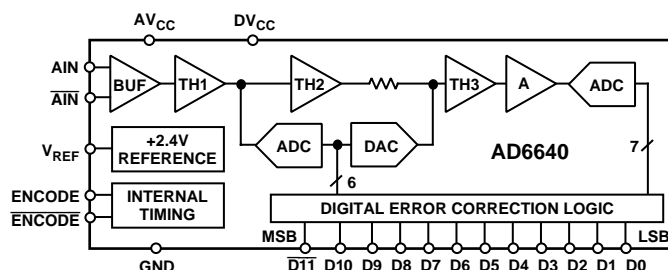 AVCC DVCC
AIN
AIN
BUF TH1 TH2 TH3 A ADC
ADC DAC
AD6640
VREF
+2.4V
REFERENCE
6
7
ENCODE
ENCODE
INTERNAL
TIMING
DIGITAL ERROR CORRECTION LOGIC
MSB LSB
GND D11 D10 D9 D8 D7 D6 D5 D4 D3 D2 D1 D0